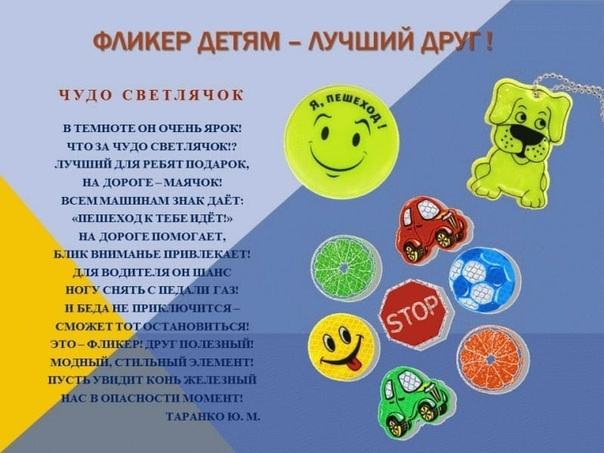 ФЛИКЕР ДЕТЯМ – ЛУЧШИЙ ДРУГ !
ЧУДО СВЕТЛЯЧОК
В ТЕМНОТЕ ОН ОЧЕНЬ ЯРОК!
ЧТО ЗА ЧУДО СВЕТЛЯЧОК!?
ЛУЧШИЙ ДЛЯ РЕБЯТ ПОДАРОК,
НА ДОРОГЕ – МАЯЧОК!
ВСЕМ МАШИНАМ ЗНАК ДАЁТ:
«ПЕШЕХОД К ТЕБЕ ИДЁТ!»
НА ДОРОГЕ ПОМОГАЕТ,
БЛИК ВНИМАНЬЕ ПРИВЛЕКАЕТ!
ДЛЯ ВОДИТЕЛЯ ОН ШАНС
НОГУ СНЯТЬ С ПЕДАЛИ ГАЗ!
И БЕДА НЕ ПРИКЛЮЧИТСЯ –
СМОЖЕТ ТОТ ОСТАНОВИТЬСЯ!
ЭТО – ФЛИКЕР! ДРУГ ПОЛЕЗНЫЙ!
МОДНЫЙ, СТИЛЬНЫЙ ЭЛЕМЕНТ!
ПУСТЬ УВИДИТ КОНЬ ЖЕЛЕЗНЫЙ
НАС В ОПАСНОСТИ МОМЕНТ!
ТАРАНКО Ю. М.
Я, ПЕШЕХОД !
STOP